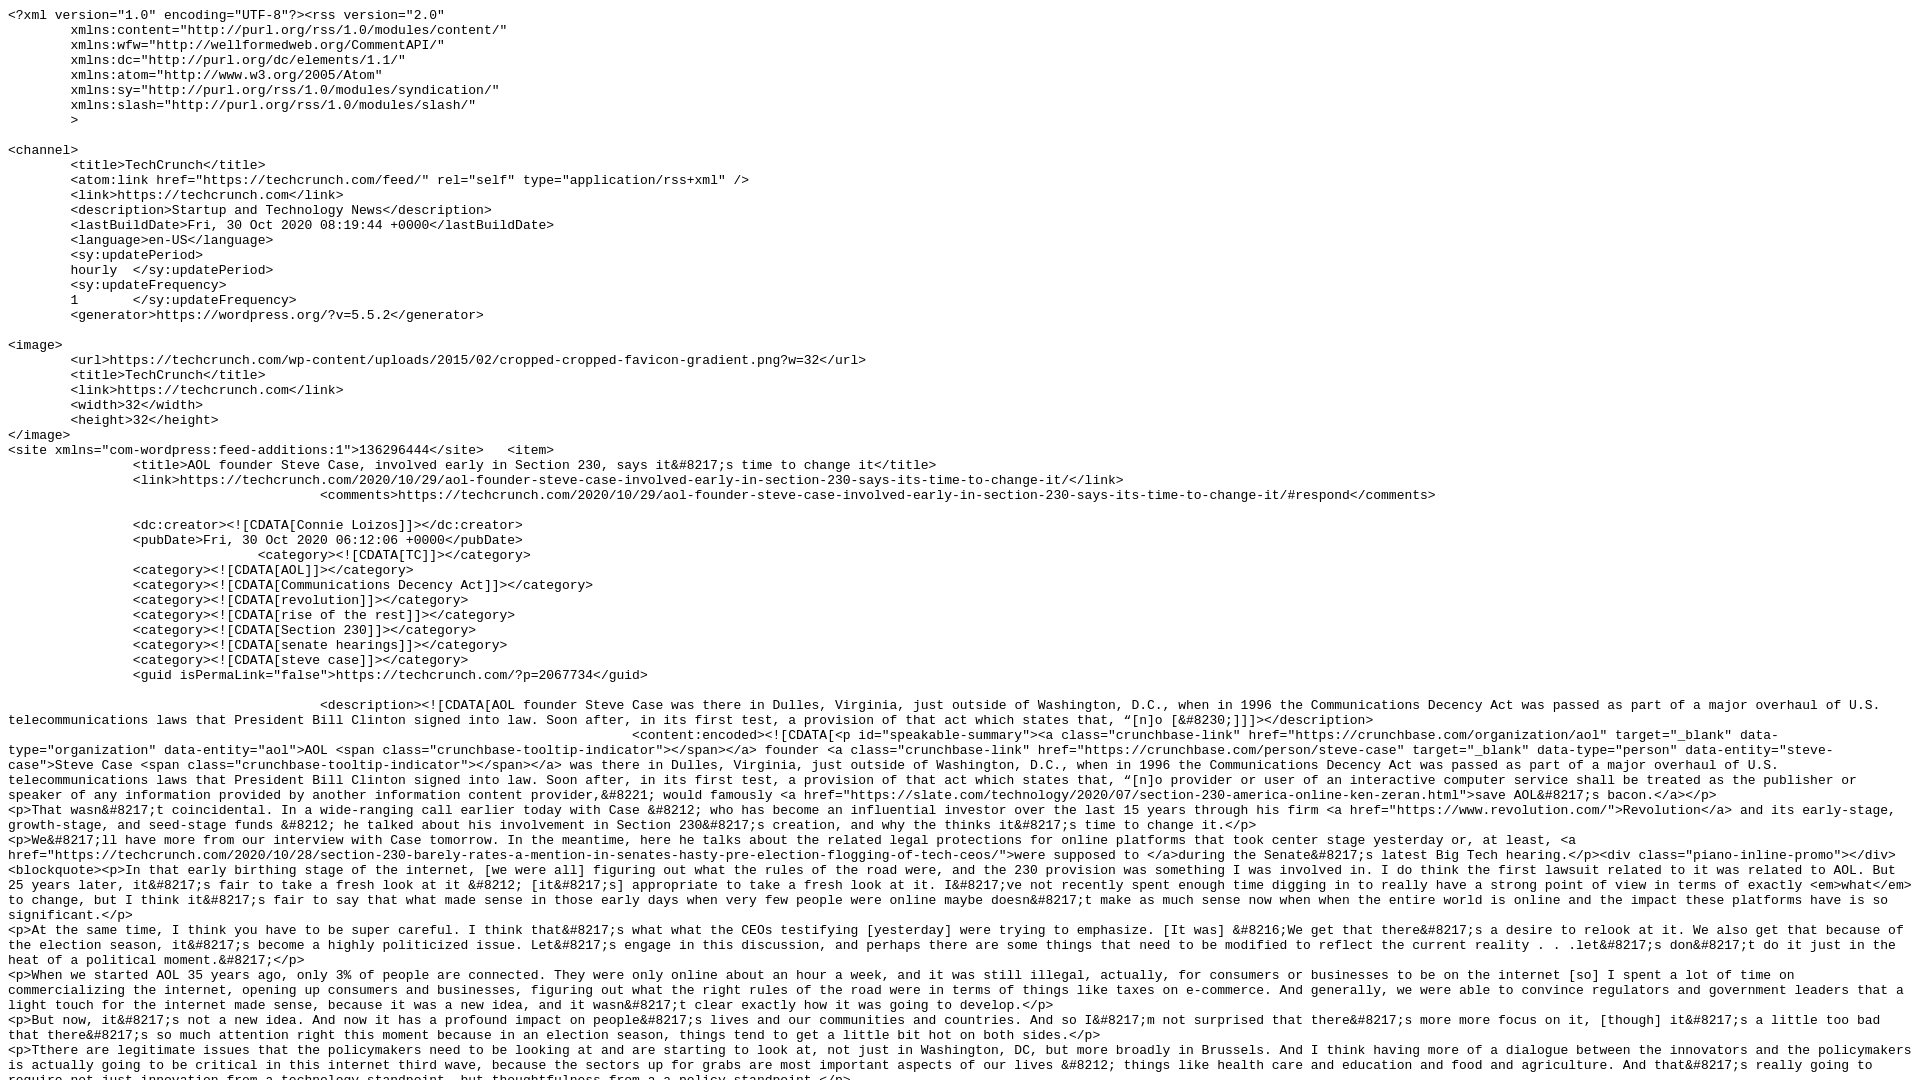 <?xml version="1.0" encoding="UTF-8"?><rss version="2.0"
xmlns:content="http://purl.org/rss/1.0/modules/content/"
xmlns:wfw="http://wellformedweb.org/CommentAPI/"
xmlns:dc="http://purl.org/dc/elements/1.1/"
xmlns:atom="http://www.w3.org/2005/Atom"
xmlns:sy="http://purl.org/rss/1.0/modules/syndication/"
xmlns:slash="http://purl.org/rss/1.0/modules/slash/"
>
<channel>
<title>TechCrunch</title>
<atom:link href="https://techcrunch.com/feed/" rel="self" type="application/rss+xml" />
<link>https://techcrunch.com</link>
<description>Startup and Technology News</description>
<lastBuildDate>Fri, 30 Oct 2020 08:19:44 +0000</lastBuildDate>
<language>en-US</language>
<sy:updatePeriod>
hourly  </sy:updatePeriod>
<sy:updateFrequency>
1       </sy:updateFrequency>
<generator>https://wordpress.org/?v=5.5.2</generator>
<image>
<url>https://techcrunch.com/wp-content/uploads/2015/02/cropped-cropped-favicon-gradient.png?w=32</url>
<title>TechCrunch</title>
<link>https://techcrunch.com</link>
<width>32</width>
<height>32</height>
</image>
<site xmlns="com-wordpress:feed-additions:1">136296444</site>   <item>
<title>AOL founder Steve Case, involved early in Section 230, says it&#8217;s time to change it</title>
<link>https://techcrunch.com/2020/10/29/aol-founder-steve-case-involved-early-in-section-230-says-its-time-to-change-it/</link>
<comments>https://techcrunch.com/2020/10/29/aol-founder-steve-case-involved-early-in-section-230-says-its-time-to-change-it/#respond</comments>
<dc:creator><![CDATA[Connie Loizos]]></dc:creator>
<pubDate>Fri, 30 Oct 2020 06:12:06 +0000</pubDate>
<category><![CDATA[TC]]></category>
<category><![CDATA[AOL]]></category>
<category><![CDATA[Communications Decency Act]]></category>
<category><![CDATA[revolution]]></category>
<category><![CDATA[rise of the rest]]></category>
<category><![CDATA[Section 230]]></category>
<category><![CDATA[senate hearings]]></category>
<category><![CDATA[steve case]]></category>
<guid isPermaLink="false">https://techcrunch.com/?p=2067734</guid>
<description><![CDATA[AOL founder Steve Case was there in Dulles, Virginia, just outside of Washington, D.C., when in 1996 the Communications Decency Act was passed as part of a major overhaul of U.S.
telecommunications laws that President Bill Clinton signed into law. Soon after, in its first test, a provision of that act which states that, “[n]o [&#8230;]]]></description>
<content:encoded><![CDATA[<p id="speakable-summary"><a class="crunchbase-link" href="https://crunchbase.com/organization/aol" target="_blank" data-
type="organization" data-entity="aol">AOL <span class="crunchbase-tooltip-indicator"></span></a> founder <a class="crunchbase-link" href="https://crunchbase.com/person/steve-case" target="_blank" data-type="person" data-entity="steve-
case">Steve Case <span class="crunchbase-tooltip-indicator"></span></a> was there in Dulles, Virginia, just outside of Washington, D.C., when in 1996 the Communications Decency Act was passed as part of a major overhaul of U.S.
telecommunications laws that President Bill Clinton signed into law. Soon after, in its first test, a provision of that act which states that, “[n]o provider or user of an interactive computer service shall be treated as the publisher or
speaker of any information provided by another information content provider,&#8221; would famously <a href="https://slate.com/technology/2020/07/section-230-america-online-ken-zeran.html">save AOL&#8217;s bacon.</a></p>
<p>That wasn&#8217;t coincidental. In a wide-ranging call earlier today with Case &#8212; who has become an influential investor over the last 15 years through his firm <a href="https://www.revolution.com/">Revolution</a> and its early-stage,
growth-stage, and seed-stage funds &#8212; he talked about his involvement in Section 230&#8217;s creation, and why the thinks it&#8217;s time to change it.</p>
<p>We&#8217;ll have more from our interview with Case tomorrow. In the meantime, here he talks about the related legal protections for online platforms that took center stage yesterday or, at least, <a
href="https://techcrunch.com/2020/10/28/section-230-barely-rates-a-mention-in-senates-hasty-pre-election-flogging-of-tech-ceos/">were supposed to </a>during the Senate&#8217;s latest Big Tech hearing.</p><div class="piano-inline-promo"></div>
<blockquote><p>In that early birthing stage of the internet, [we were all] figuring out what the rules of the road were, and the 230 provision was something I was involved in. I do think the first lawsuit related to it was related to AOL. But
25 years later, it&#8217;s fair to take a fresh look at it &#8212; [it&#8217;s] appropriate to take a fresh look at it. I&#8217;ve not recently spent enough time digging in to really have a strong point of view in terms of exactly <em>what</em>
to change, but I think it&#8217;s fair to say that what made sense in those early days when very few people were online maybe doesn&#8217;t make as much sense now when when the entire world is online and the impact these platforms have is so
significant.</p>
<p>At the same time, I think you have to be super careful. I think that&#8217;s what what the CEOs testifying [yesterday] were trying to emphasize. [It was] &#8216;We get that there&#8217;s a desire to relook at it. We also get that because of
the election season, it&#8217;s become a highly politicized issue. Let&#8217;s engage in this discussion, and perhaps there are some things that need to be modified to reflect the current reality . . .let&#8217;s don&#8217;t do it just in the
heat of a political moment.&#8217;</p>
<p>When we started AOL 35 years ago, only 3% of people are connected. They were only online about an hour a week, and it was still illegal, actually, for consumers or businesses to be on the internet [so] I spent a lot of time on
commercializing the internet, opening up consumers and businesses, figuring out what the right rules of the road were in terms of things like taxes on e-commerce. And generally, we were able to convince regulators and government leaders that a
light touch for the internet made sense, because it was a new idea, and it wasn&#8217;t clear exactly how it was going to develop.</p>
<p>But now, it&#8217;s not a new idea. And now it has a profound impact on people&#8217;s lives and our communities and countries. And so I&#8217;m not surprised that there&#8217;s more more focus on it, [though] it&#8217;s a little too bad
that there&#8217;s so much attention right this moment because in an election season, things tend to get a little bit hot on both sides.</p>
<p>Tthere are legitimate issues that the policymakers need to be looking at and are starting to look at, not just in Washington, DC, but more broadly in Brussels. And I think having more of a dialogue between the innovators and the policymakers
is actually going to be critical in this internet third wave, because the sectors up for grabs are most important aspects of our lives &#8212; things like health care and education and food and agriculture. And that&#8217;s really going to
require not just innovation from a technology standpoint, but thoughtfulness from a a policy standpoint.</p>